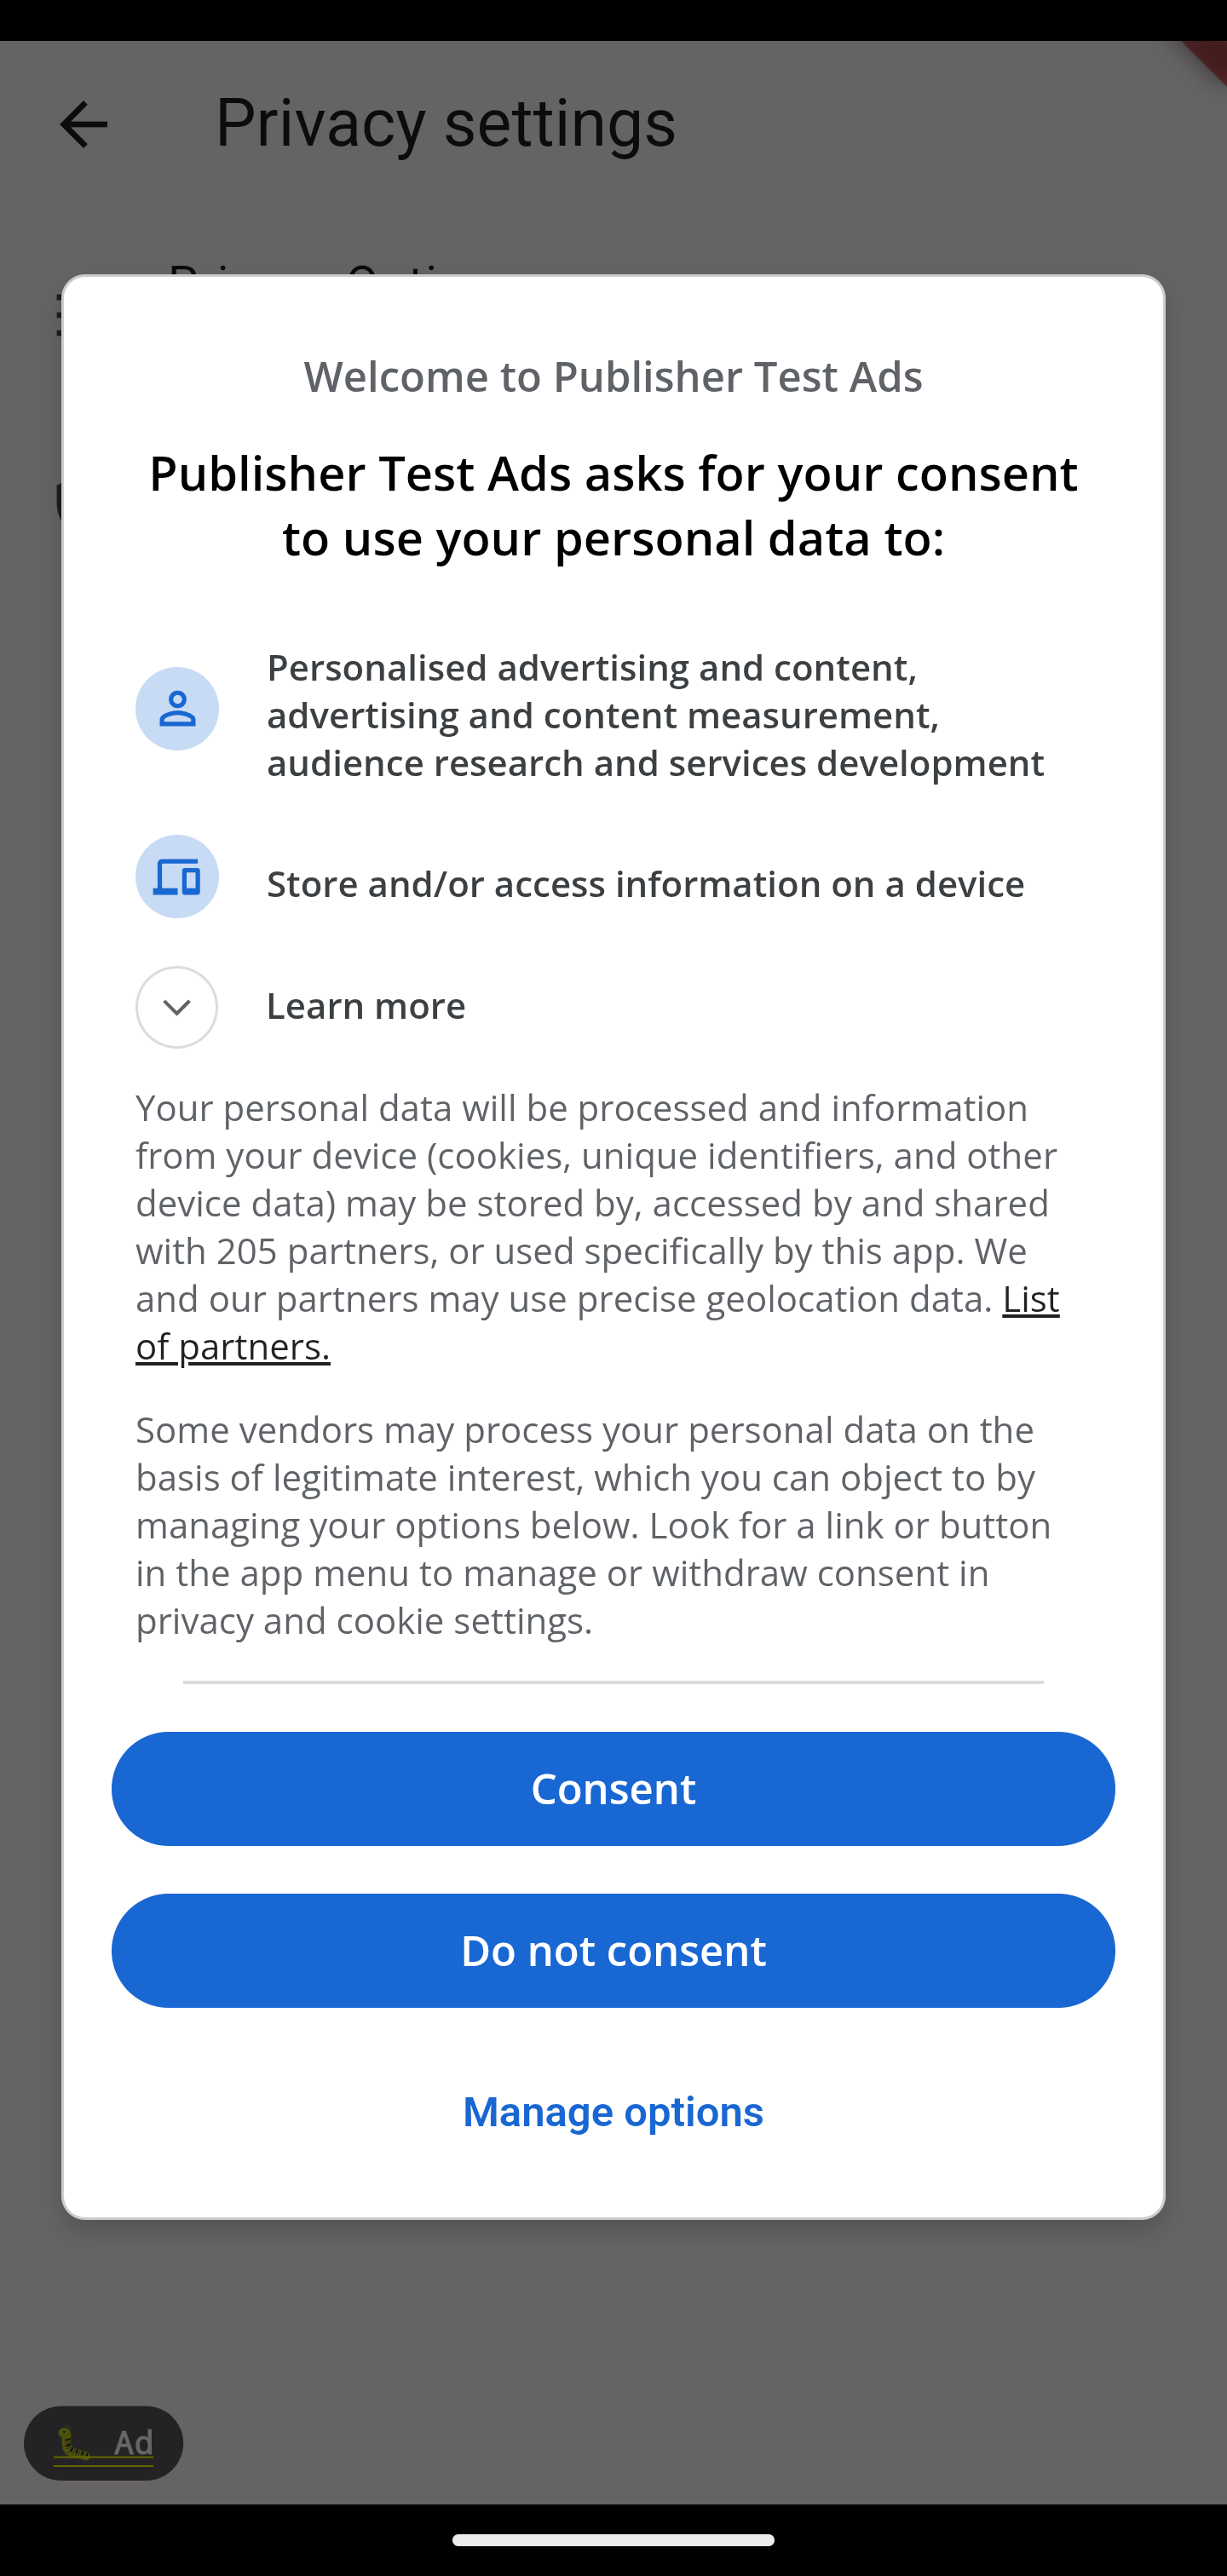 Privacy settings
Welcome to Publisher Test Ads
Publisher Test Ads asks for your consent
to use your personal data to:
Personalised advertising and content,
advertising and content measurement,
audience research and services development
Store and/or access information on a device
Learn more
Your personal data will be processed and information
from your device (cookies, unique identifiers, and other
device data) may be stored by, accessed by and shared
with 205 partners, or used specifically by this app. We
and our partners may use precise geolocation data. List
of partners.
Some vendors may process your personal data on the
basis of legitimate interest, which you can object to by
managing your options below. Look for a link or button
in the app menu to manage or withdraw consent in
privacy and cookie settings.
Consent
Do not consent
Manage options
Ad